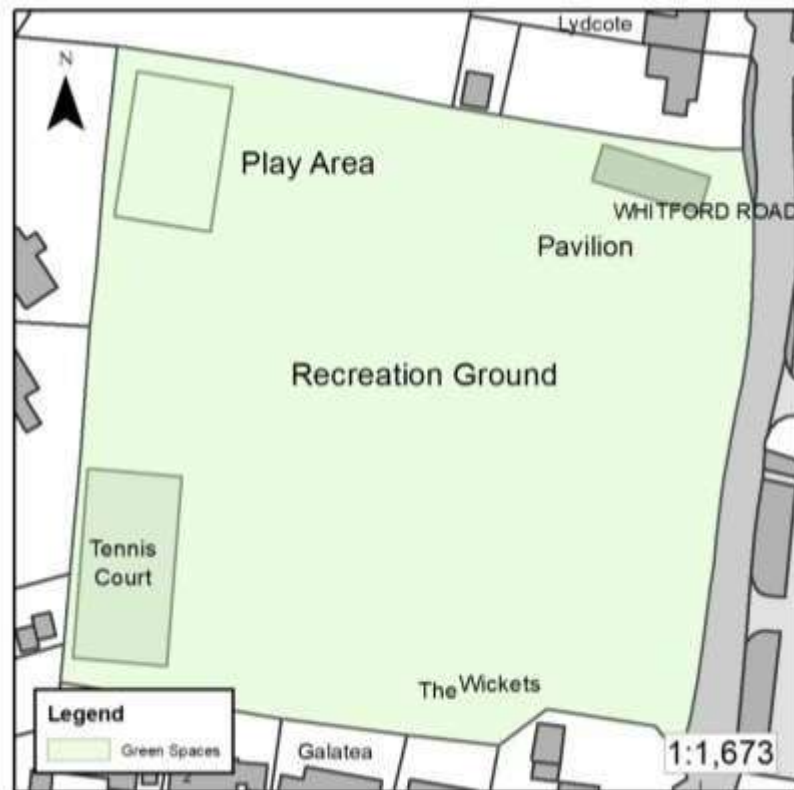 Lydcote
N
Play Area
WHITFORD ROAD
Pavilion
Recreation Ground
Tennis
Court
The Wickets
Legend
Green Spaces
Galatea
2
1:1,673